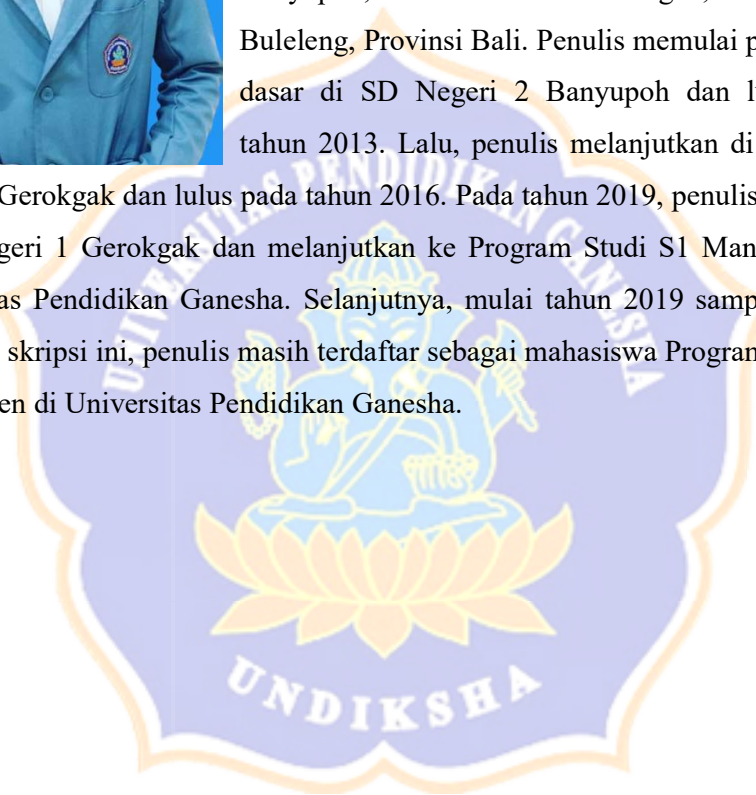 Buleleng, Provinsi Bali. Penulis memulai p
dasar di SD Negeri 2 Banyupoh dan l
tahun 2013. Lalu, penulis melanjutkan di
Gerokgak dan lulus pada tahun 2016. Pada tahun 2019, penulis
geri 1 Gerokgak dan melanjutkan ke Program Studi S1 Man
as Pendidikan Ganesha. Selanjutnya, mulai tahun 2019 samp
skripsi ini, penulis masih terdaftar sebagai mahasiswa Program
en di Universitas Pendidikan Ganesha.
UNIVERSITAS PENDIDIKAN GANESHA
UNDIKSHA